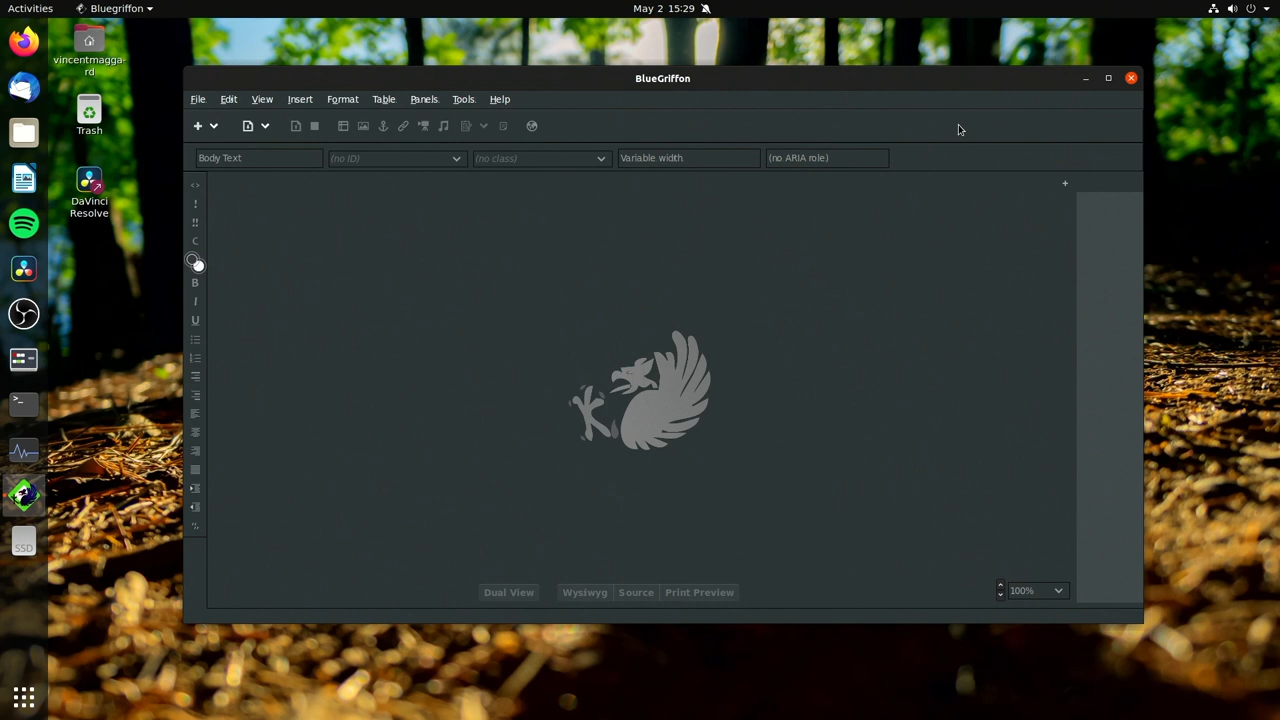 Activities
Bluegriffon
May 2 15:29
vincentmagga-
rd
Trash
DaVinci
Resolve
SSD
BlueGriffon
File Edit View Insert Format Table Panels Tools Help
Body Text (no ID) (no class) Variable width (no ARIA role)
<>
!
!!
C
B
I
U
Dual View Wysiwyg Source Print Preview 100%